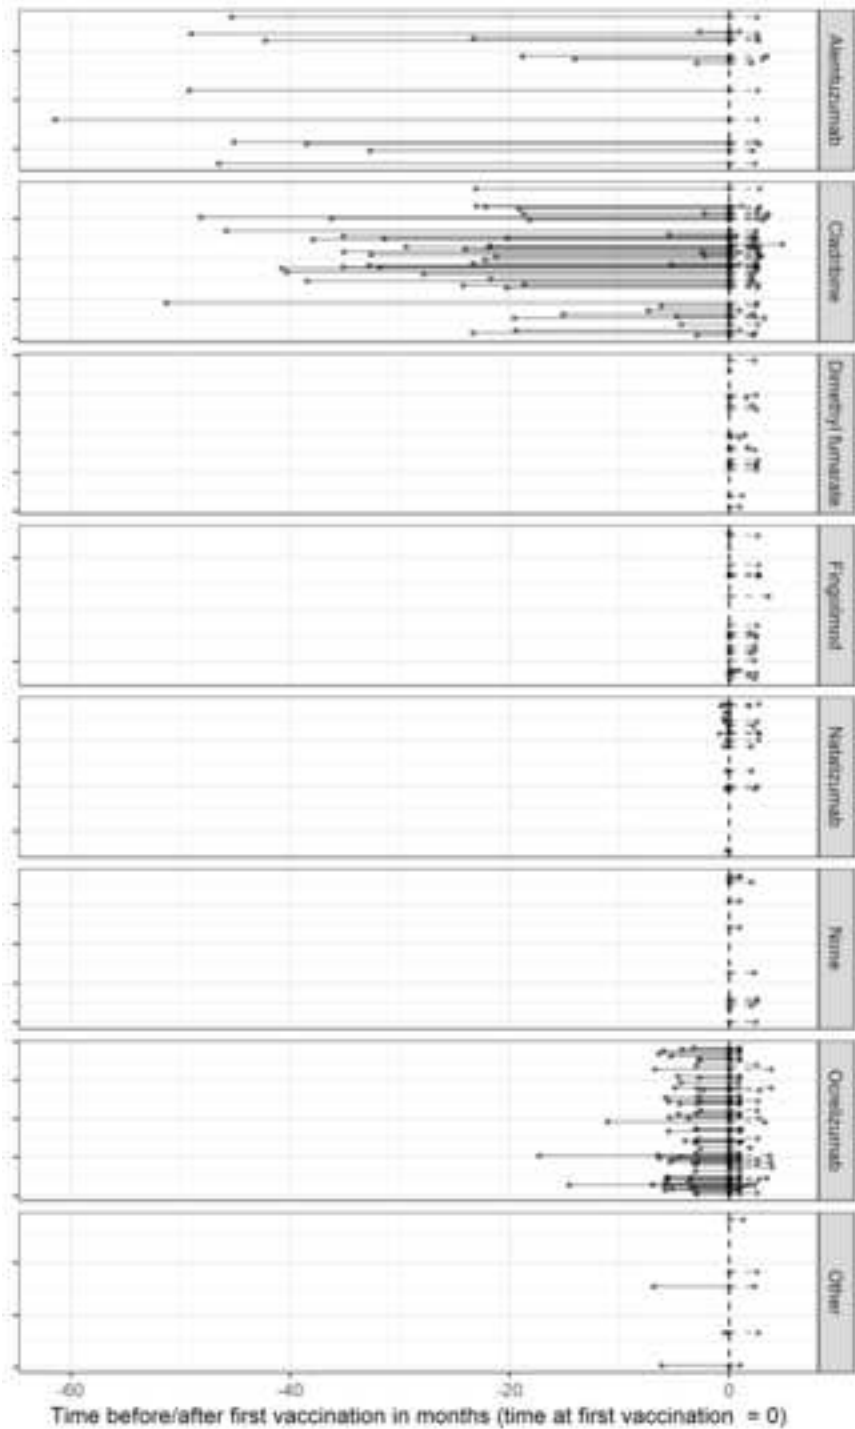 Alemtuzumab
Cladribine
Dimethyl fumarate
Fingolimod
Natalizumab
None
Ocrelizumab
Other
-60 -40 -20 0
Time before/after first vaccination in months (time at first vaccination = 0)